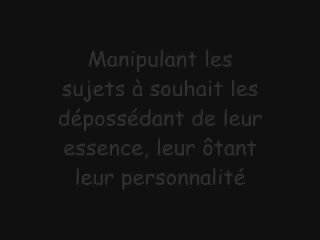 Manipulant les
sujets à souhait les
dépossédant de leur
essence, leur ôtant
leur personnalité